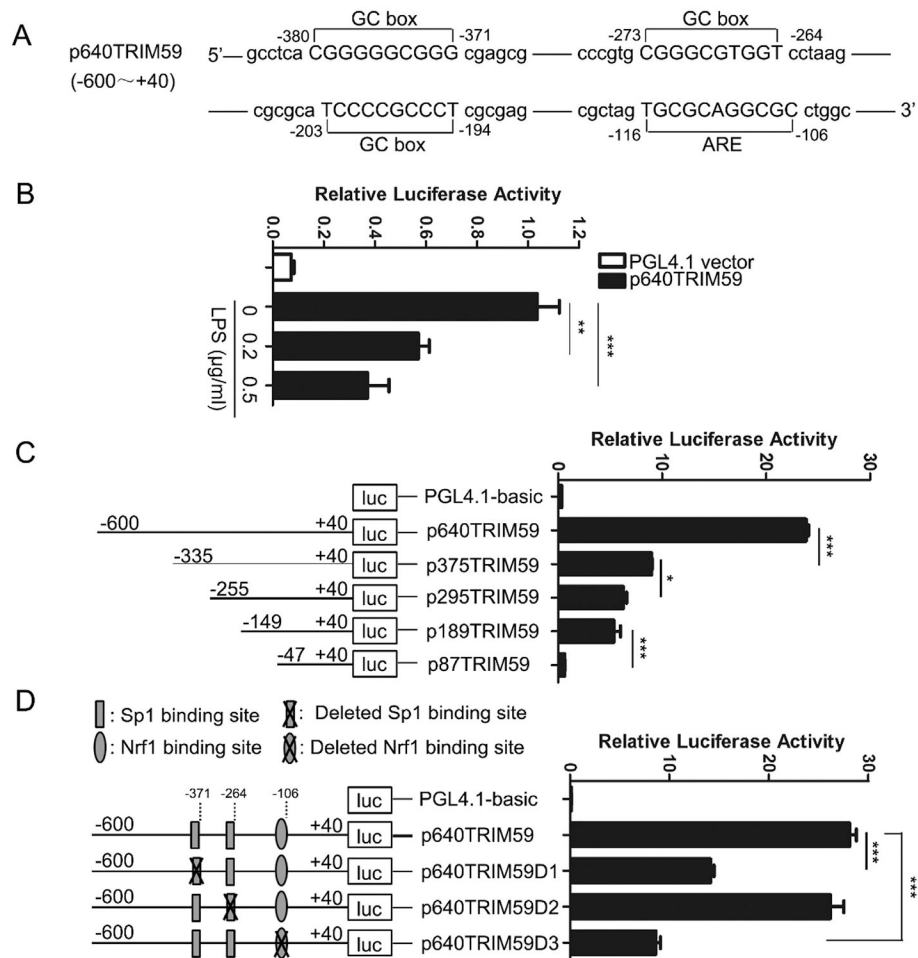 A
p640TRIM59
(-600～+40)
GC box
GC box
-380
-371
-273
-264
5’
gcctca CGGGGGCGGG cgagcg
cccgtg CGGGCGTGGT cctaag
cgcgca TCCCCGCCCT cgcgag
cgctag TGCGCAGGCGC ctggc
3’
-203
-194
-116
-106
GC box
ARE
B
Relative Luciferase Activity
0.0
0.2
0.4
0.6
0.8
1.0
1.2
PGL4.1 vector
p640TRIM59
0
0.2
0.5
LPS (μg/ml)
**
***
C
Relative Luciferase Activity
0
10
20
30
luc
PGL4.1-basic
-600
+40
luc
p640TRIM59
-335
+40
luc
p375TRIM59
-255
+40
luc
p295TRIM59
-149
+40
luc
p189TRIM59
-47
+40
luc
p87TRIM59
***
*
***
D
: Sp1 binding site
: Deleted Sp1 binding site
: Nrf1 binding site
: Deleted Nrf1 binding site
Relative Luciferase Activity
0
10
20
30
-371
-264
-106
luc
PGL4.1-basic
-600
+40
luc
p640TRIM59
-600
+40
luc
p640TRIM59D1
-600
+40
luc
p640TRIM59D2
-600
+40
luc
p640TRIM59D3
***
***